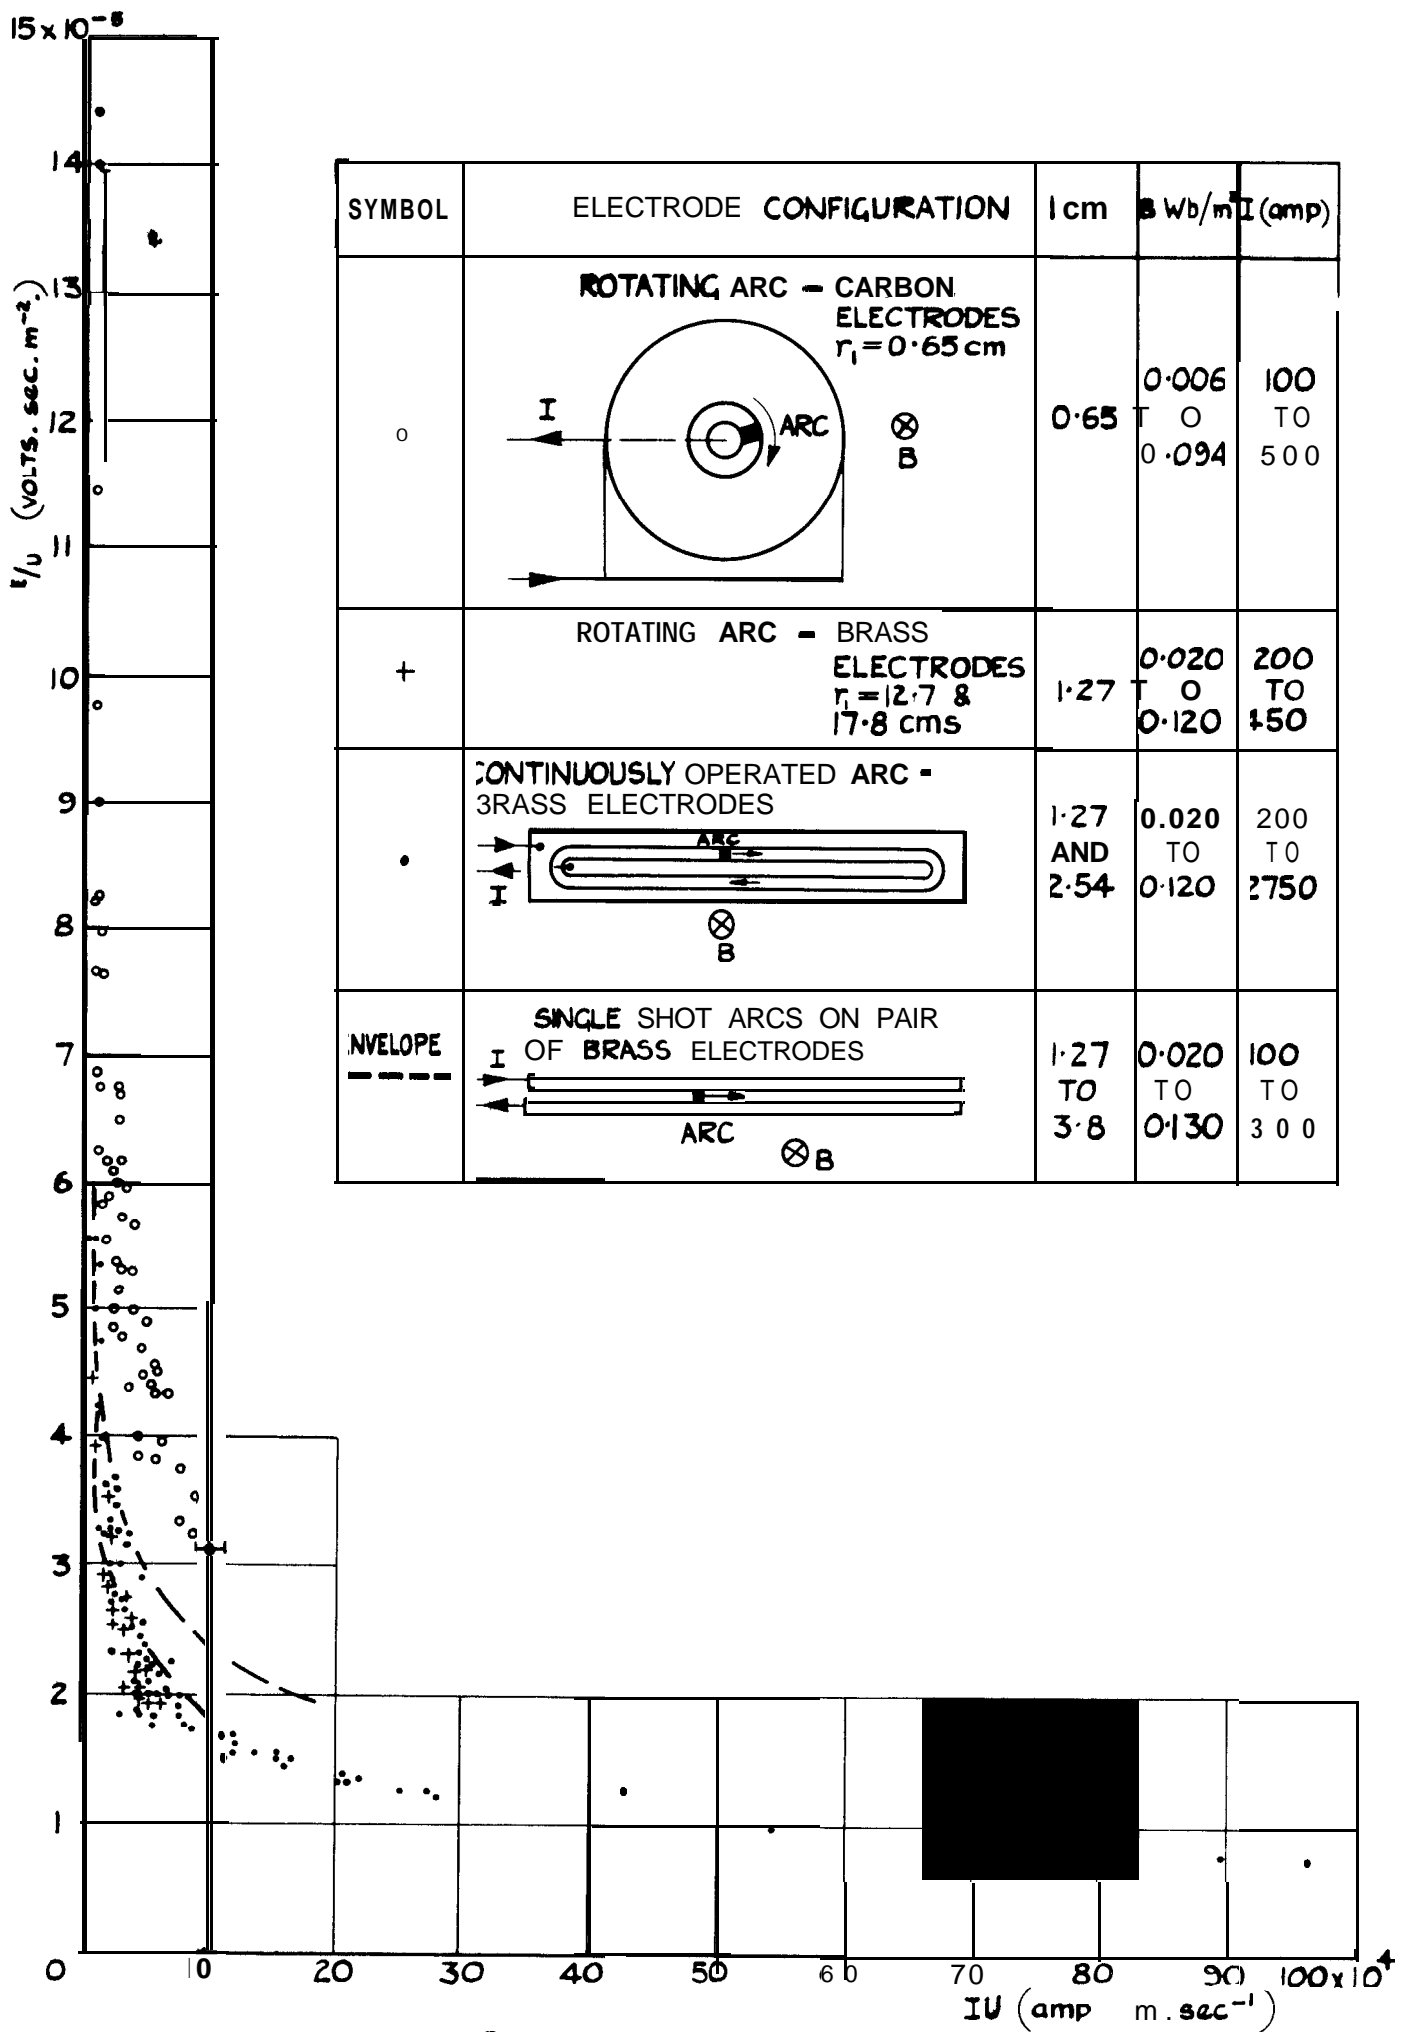 15 x 10⁻⁵
14
13
12
11
10
9
8
7
6
5
4
3
2
1
0
E/U (VOLTS. sec. m⁻².)
SYMBOL ELECTRODE CONFIGURATION l cm B Wb/m² I (amp)
ROTATING ARC – CARBON
ELECTRODES
r₁ = 0·65 cm
I
ARC
B
o
0·65
0·006
TO
0·094
100
TO
500
ROTATING ARC – BRASS
ELECTRODES
r₁ = 12·7 &
17·8 cms
+
1·27
0·020
TO
0·120
200
TO
450
CONTINUOUSLY OPERATED ARC –
BRASS ELECTRODES
ARC
I
B
1·27
AND
2·54
0.020
TO
0·120
200
TO
2750
ENVELOPE
SINGLE SHOT ARCS ON PAIR
OF BRASS ELECTRODES
I
ARC
B
1·27
TO
3·8
0·020
TO
0·130
100
TO
300
10 20 30 40 50 60 70 80 90 100 x 10⁴
IU (amp m. sec⁻¹)